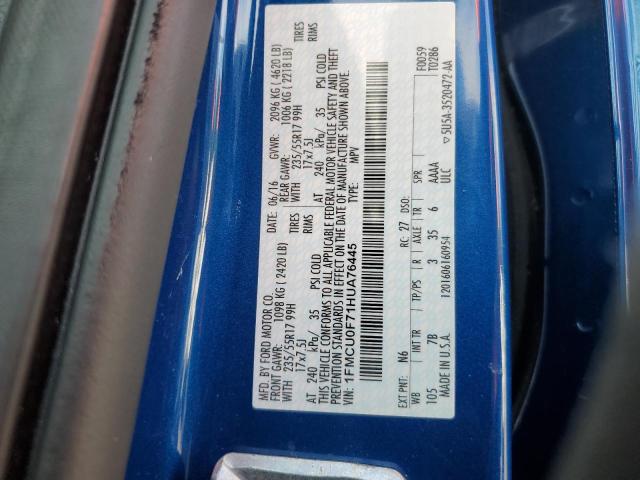 MFD. BY FORD MOTOR CO.
DATE: 06/16 GVWR: 2096 KG ( 4620 LB)
FRONT GAWR: 1098 KG ( 2420 LB) REAR GAWR: 1006 KG ( 2218 LB)
WITH 235/55R17 99H TIRES WITH 235/55R17 99H TIRES
17x7.5J RIMS 17x7.5J RIMS
AT 240 kPa/ 35 PSI COLD AT 240 kPa/ 35 PSI COLD
THIS VEHICLE CONFORMS TO ALL APPLICABLE FEDERAL MOTOR VEHICLE SAFETY AND THEFT
PREVENTION STANDARDS IN EFFECT ON THE DATE OF MANUFACTURE SHOWN ABOVE.
VIN: 1FMCU0F71HUA76445 TYPE: MPV
F0059
T0286
EXT PNT: N6 RC: 27 DSO:
WB INT TR TP/PS R AXLE TR SPR
105 7B 3 35 6 AAAA
ULC
MADE IN U.S.A. 1201606160954 ▽5U5A-3520472-AA